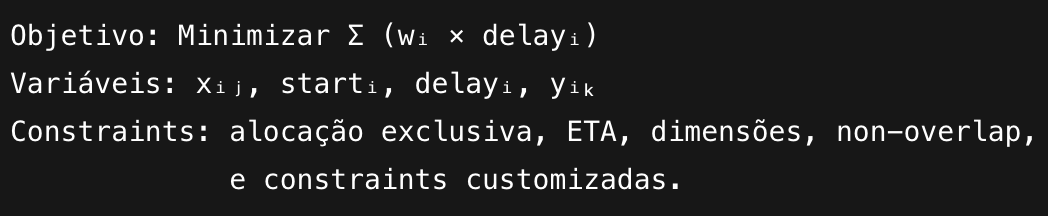 Objetivo: Minimizar Σ (wᵢ × delayᵢ)
Variáveis: xᵢⱼ, startᵢ, delayᵢ, yᵢₖ
Constraints: alocação exclusiva, ETA, dimensões, non-overlap,
e constraints customizadas.